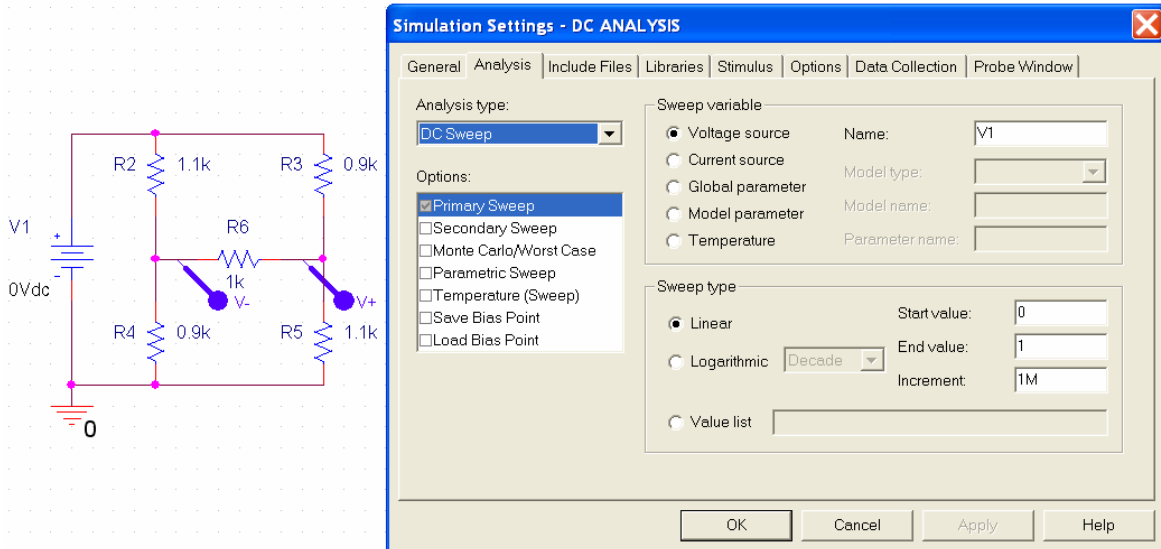 R2
1.1k
R3
0.9k
V1
+
-
0Vdc
R6
1k
V-
V+
R4
0.9k
R5
1.1k
0
Simulation Settings - DC ANALYSIS
General
Analysis
Include Files
Libraries
Stimulus
Options
Data Collection
Probe Window
Analysis type:
DC Sweep
Options:
Primary Sweep
Secondary Sweep
Monte Carlo/Worst Case
Parametric Sweep
Temperature (Sweep)
Save Bias Point
Load Bias Point
Sweep variable
Voltage source
Current source
Global parameter
Model parameter
Temperature
Name:
V1
Model type:
Model name:
Parameter name:
Sweep type
Linear
Logarithmic
Decade
Value list
Start value:
0
End value:
1
Increment:
1M
OK
Cancel
Apply
Help